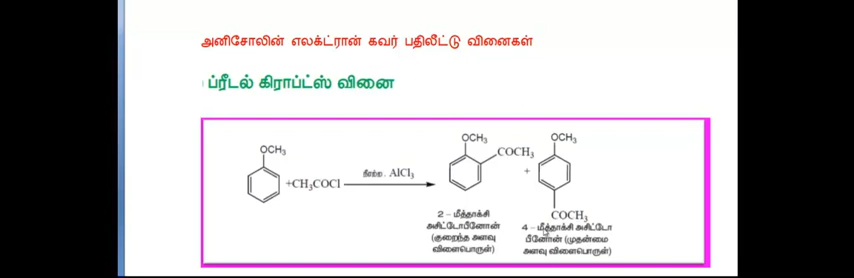 அனிசோலின் எலக்ட்ரான் கவர் பதிலீட்டு வினைகள்
ப்ரீடல் கிராப்ட்ஸ் வினை
OCH3
+CH3COCl
நீரற்ற . AlCl3
OCH3
COCH3
+
OCH3
COCH3
2 – மீத்தாக்சி
அசிட்டோபீனோன்
(குறைந்த அளவு
விளைபொருள்)
4 – மீத்தாக்சி அசிட்டோ
பீனோன் (முதன்மை
அளவு விளைபொருள்)